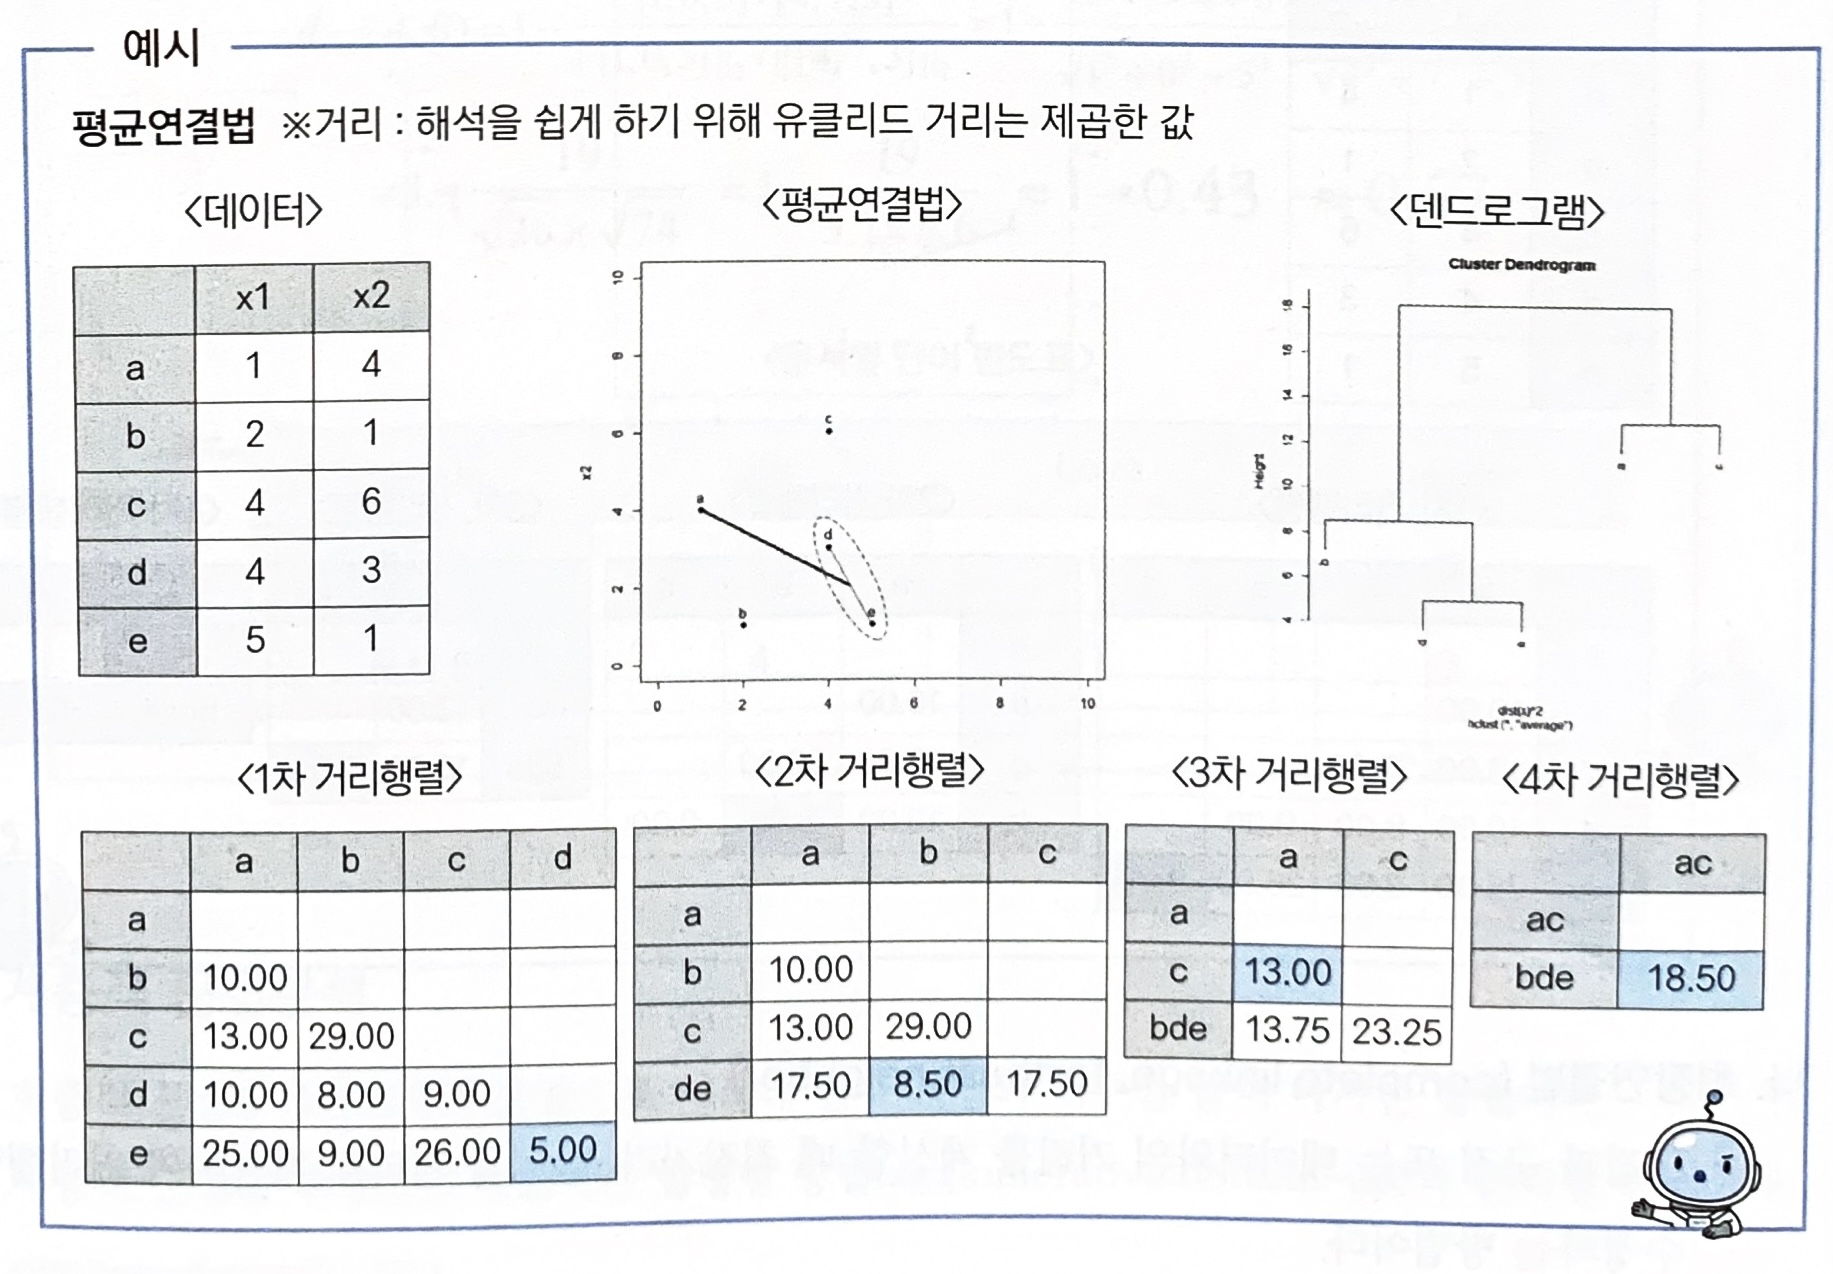 예시
평균연결법 ※거리 : 해석을 쉽게 하기 위해 유클리드 거리는 제곱한 값
<데이터>
x1 x2
a 1 4
b 2 1
c 4 6
d 4 3
e 5 1
<평균연결법>
10
8
6
4
2
0
x2
c
a
d
b
e
0 2 4 6 8 10
<덴드로그램>
Cluster Dendrogram
18
16
14
12
10
8
6
4
Height
a c
b
d e
dist(x)^2
hclust (*, "average")
<1차 거리행렬>
a b c d
a
b 10.00
c 13.00 29.00
d 10.00 8.00 9.00
e 25.00 9.00 26.00 5.00
<2차 거리행렬>
a b c
a
b 10.00
c 13.00 29.00
de 17.50 8.50 17.50
<3차 거리행렬>
a c
a
c 13.00
bde 13.75 23.25
<4차 거리행렬>
ac
ac
bde 18.50